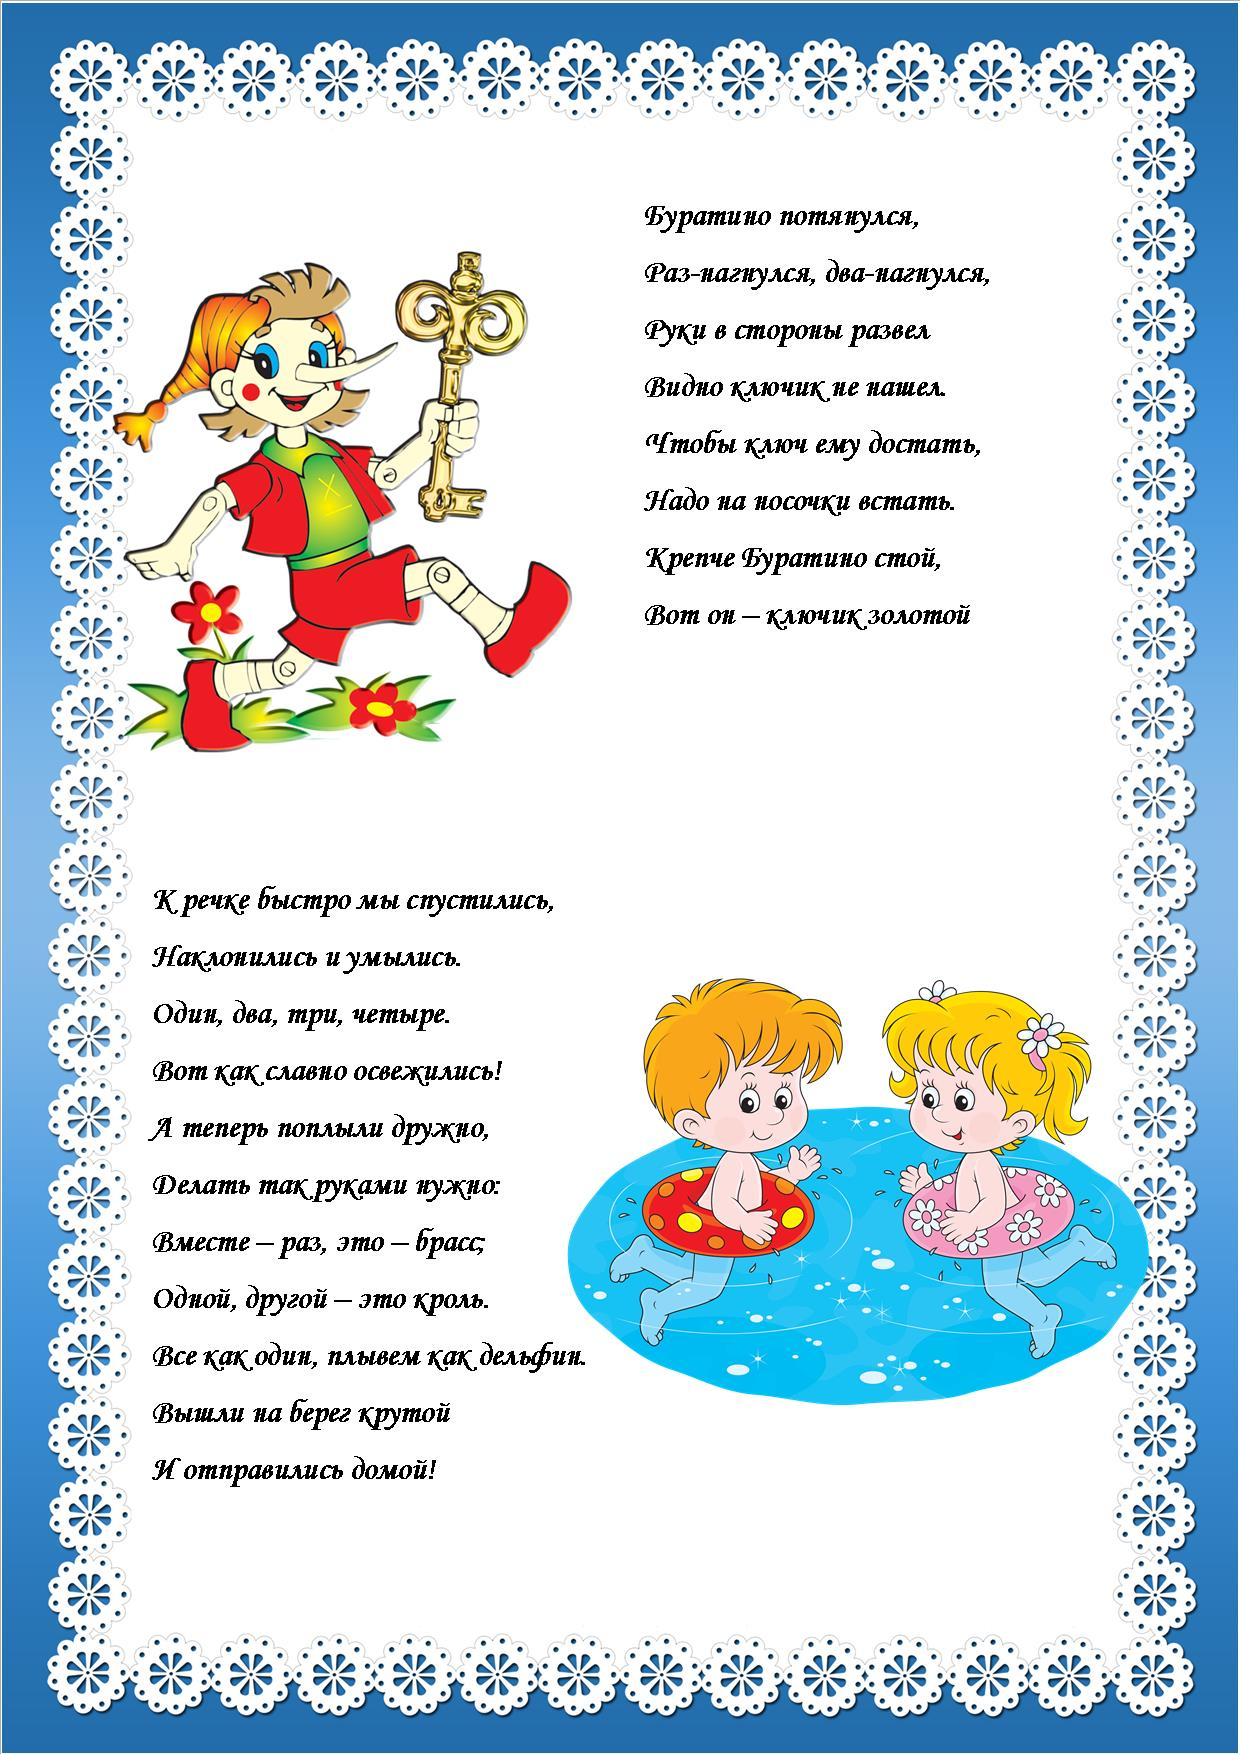 Буратино потянулся,
Раз-нагнулся, два-нагнулся,
Руки в стороны развел
Видно ключик не нашел.
Чтобы ключ ему достать,
Надо на носочки встать.
Крепче Буратино стой,
Вот он – ключик золотой
К речке быстро мы спустились,
Наклонились и умылись.
Один, два, три, четыре.
Вот как славно освежились!
А теперь поплыли дружно,
Делать так руками нужно:
Вместе – раз, это – брасс;
Одной, другой – это кроль.
Все как один, плывем как дельфин.
Вышли на берег крутой
И отправились домой!